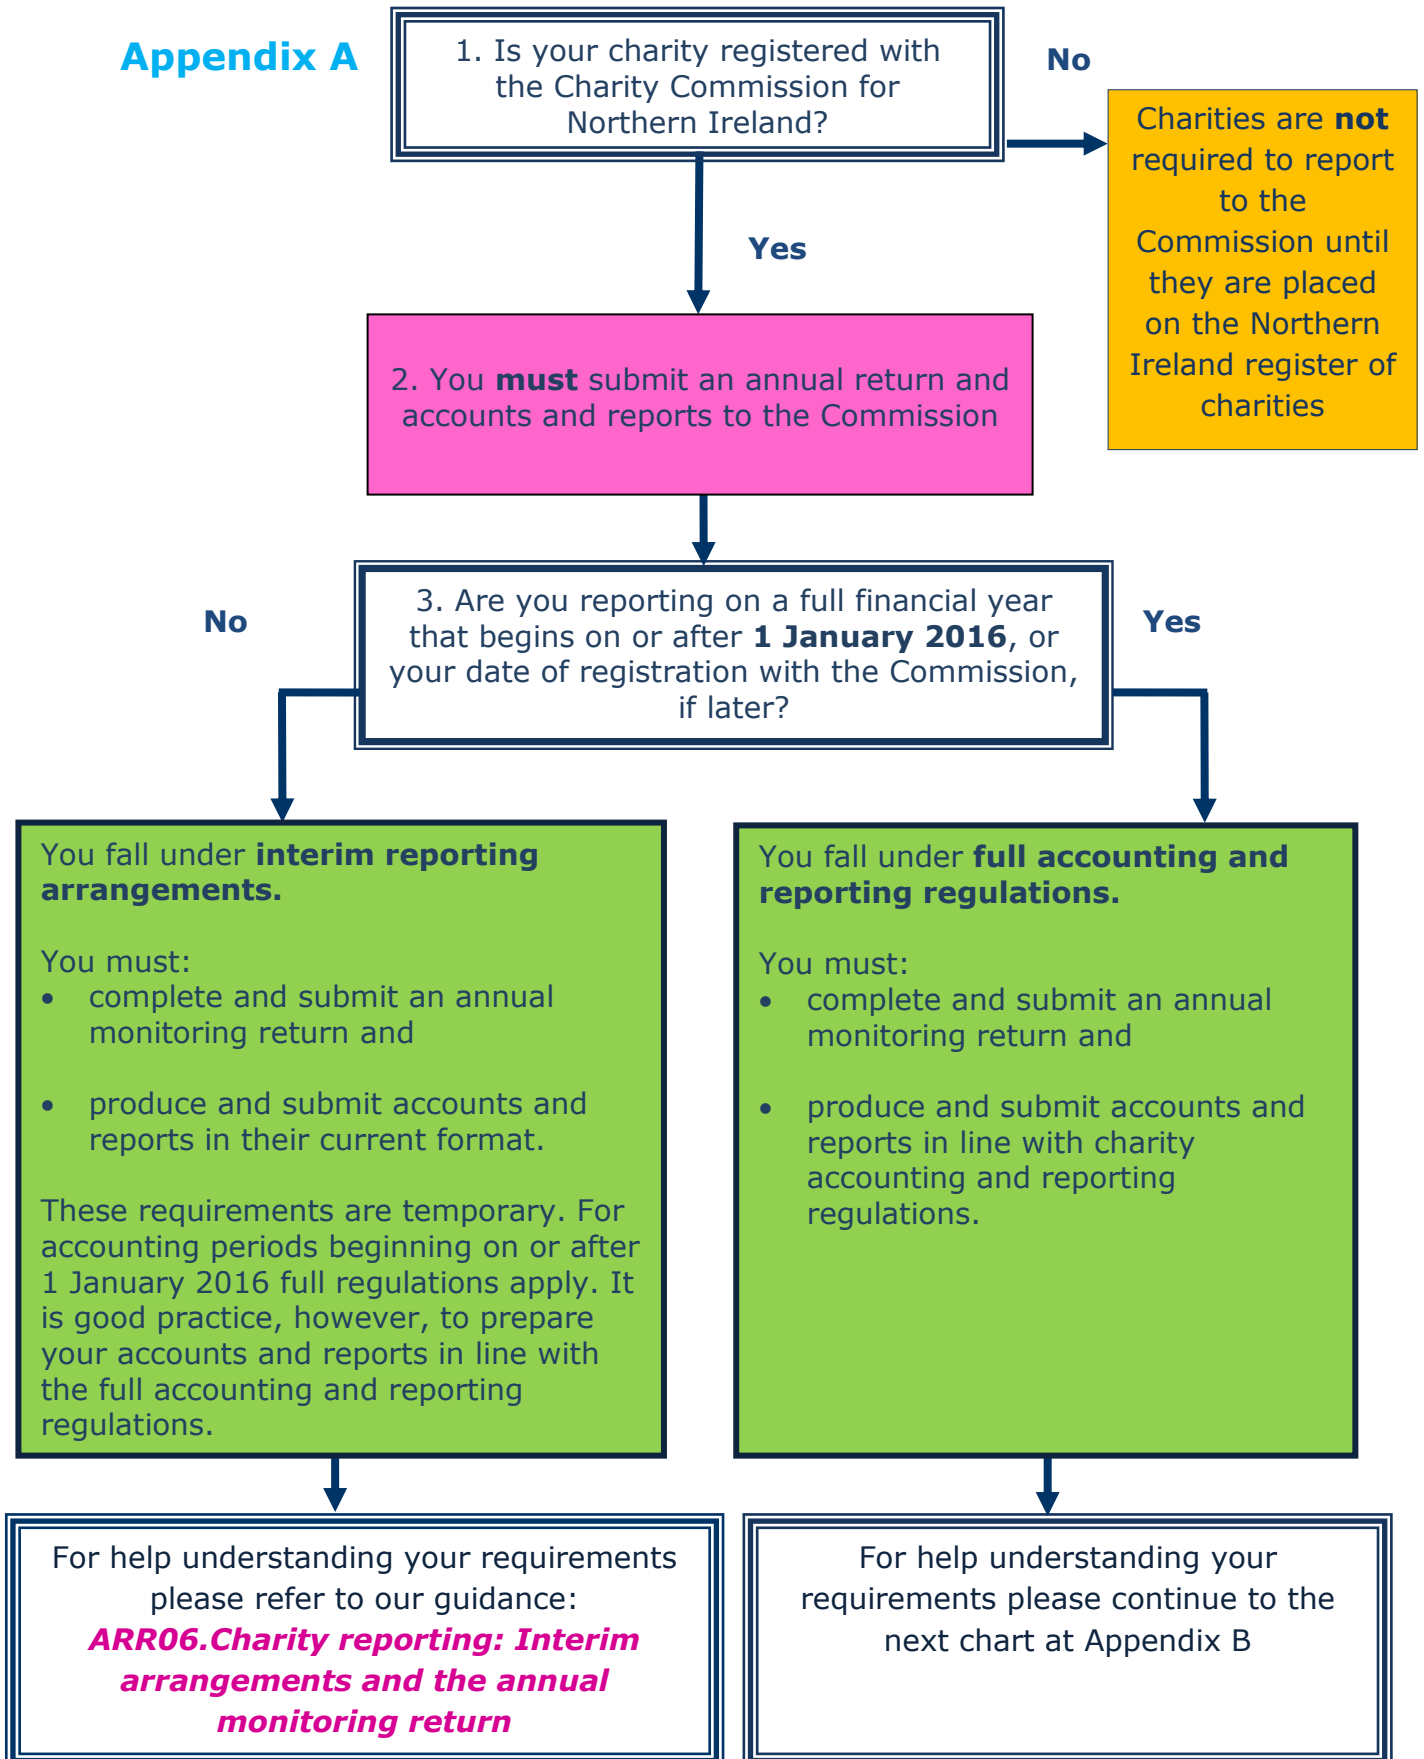 Appendix A
1. Is your charity registered with
the Charity Commission for
Northern Ireland?
No
Charities are not
required to report
to the
Commission until
they are placed
on the Northern
Ireland register of
charities
Yes
2. You must submit an annual return and
accounts and reports to the Commission
No
3. Are you reporting on a full financial year
that begins on or after 1 January 2016, or
your date of registration with the Commission,
if later?
Yes
You fall under interim reporting
arrangements.
You must:
• complete and submit an annual
monitoring return and
• produce and submit accounts and
reports in their current format.
These requirements are temporary. For
accounting periods beginning on or after
1 January 2016 full regulations apply. It
is good practice, however, to prepare
your accounts and reports in line with
the full accounting and reporting
regulations.
You fall under full accounting and
reporting regulations.
You must:
• complete and submit an annual
monitoring return and
• produce and submit accounts and
reports in line with charity
accounting and reporting
regulations.
For help understanding your requirements
please refer to our guidance:
ARR06.Charity reporting: Interim
arrangements and the annual
monitoring return
For help understanding your
requirements please continue to the
next chart at Appendix B